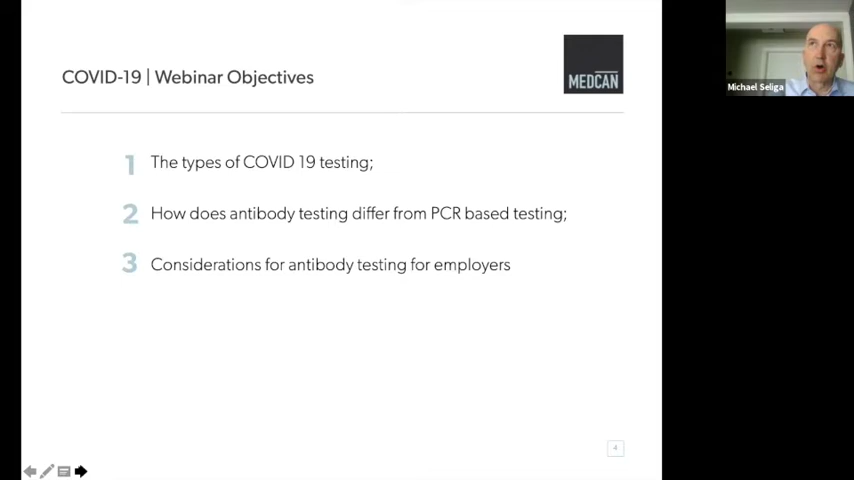 COVID-19 | Webinar Objectives
MEDCAN
Michael Seliga
1 The types of COVID 19 testing;
2 How does antibody testing differ from PCR based testing;
3 Considerations for antibody testing for employers
4